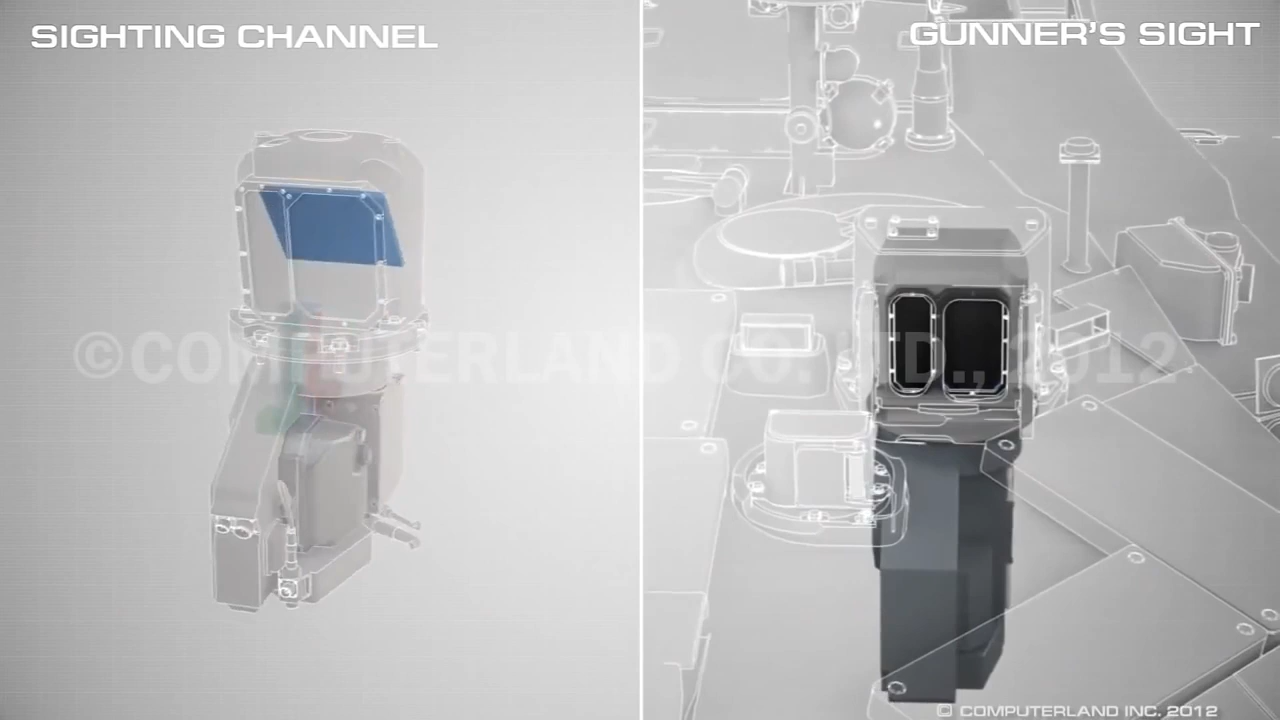 SIGHTING CHANNEL
GUNNER'S SIGHT
© COMPUTERLAND CO. LTD., 2012
© COMPUTERLAND INC. 2012